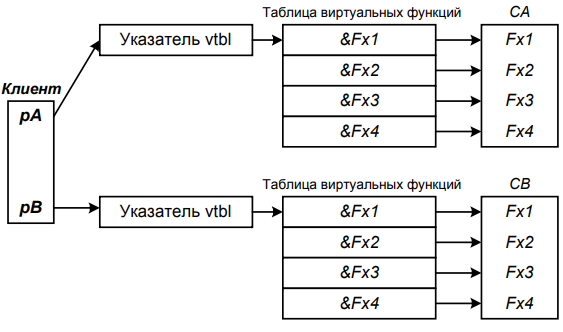 Таблица виртуальных функций CA
Указатель vtbl &Fx1 Fx1
&Fx2 Fx2
Клиент &Fx3 Fx3
pA &Fx4 Fx4
Таблица виртуальных функций CB
pB Указатель vtbl &Fx1 Fx1
&Fx2 Fx2
&Fx3 Fx3
&Fx4 Fx4